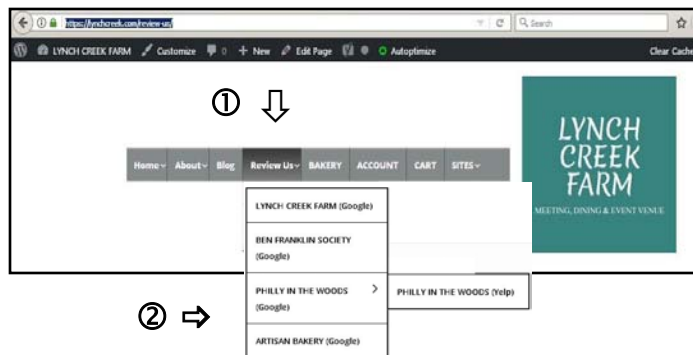 https://lynchcreek.com/review-us/
Search
LYNCH CREEK FARM Customize 0 + New Edit Page Autoptimize Clear Cache
①
LYNCH
CREEK
FARM
MEETING, DINING & EVENT VENUE
Home About Blog Review Us BAKERY ACCOUNT CART SITES
LYNCH CREEK FARM (Google)
BEN FRANKLIN SOCIETY
(Google)
PHILLY IN THE WOODS
(Google)
PHILLY IN THE WOODS (Yelp)
②
ARTISAN BAKERY (Google)